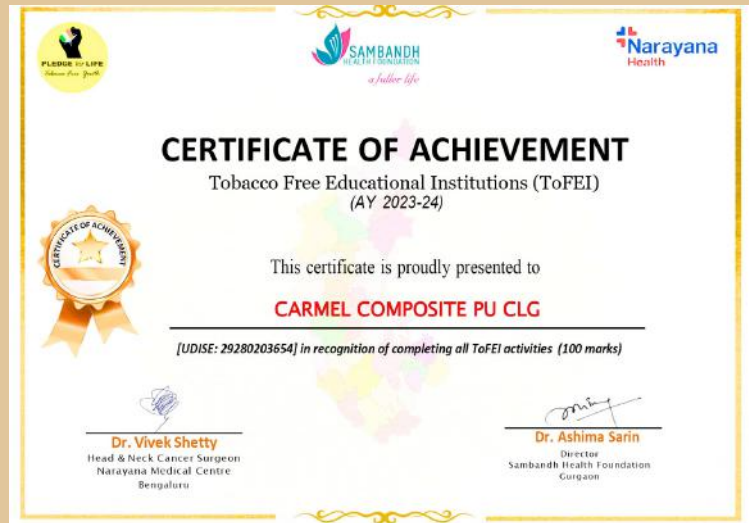 PLEDGE for LIFE
Tobacco Free Youth
SAMBANDH
HEALTH FOUNDATION
a fuller life
Narayana
Health
CERTIFICATE OF ACHIEVEMENT
Tobacco Free Educational Institutions (ToFEI)
(AY 2023-24)
CERTIFICATE OF ACHIEVEMENT
This certificate is proudly presented to
CARMEL COMPOSITE PU CLG
[UDISE: 29280203654] in recognition of completing all ToFEI activities (100 marks)
Dr. Vivek Shetty
Head & Neck Cancer Surgeon
Narayana Medical Centre
Bengaluru
Dr. Ashima Sarin
Director
Sambandh Health Foundation
Gurgaon